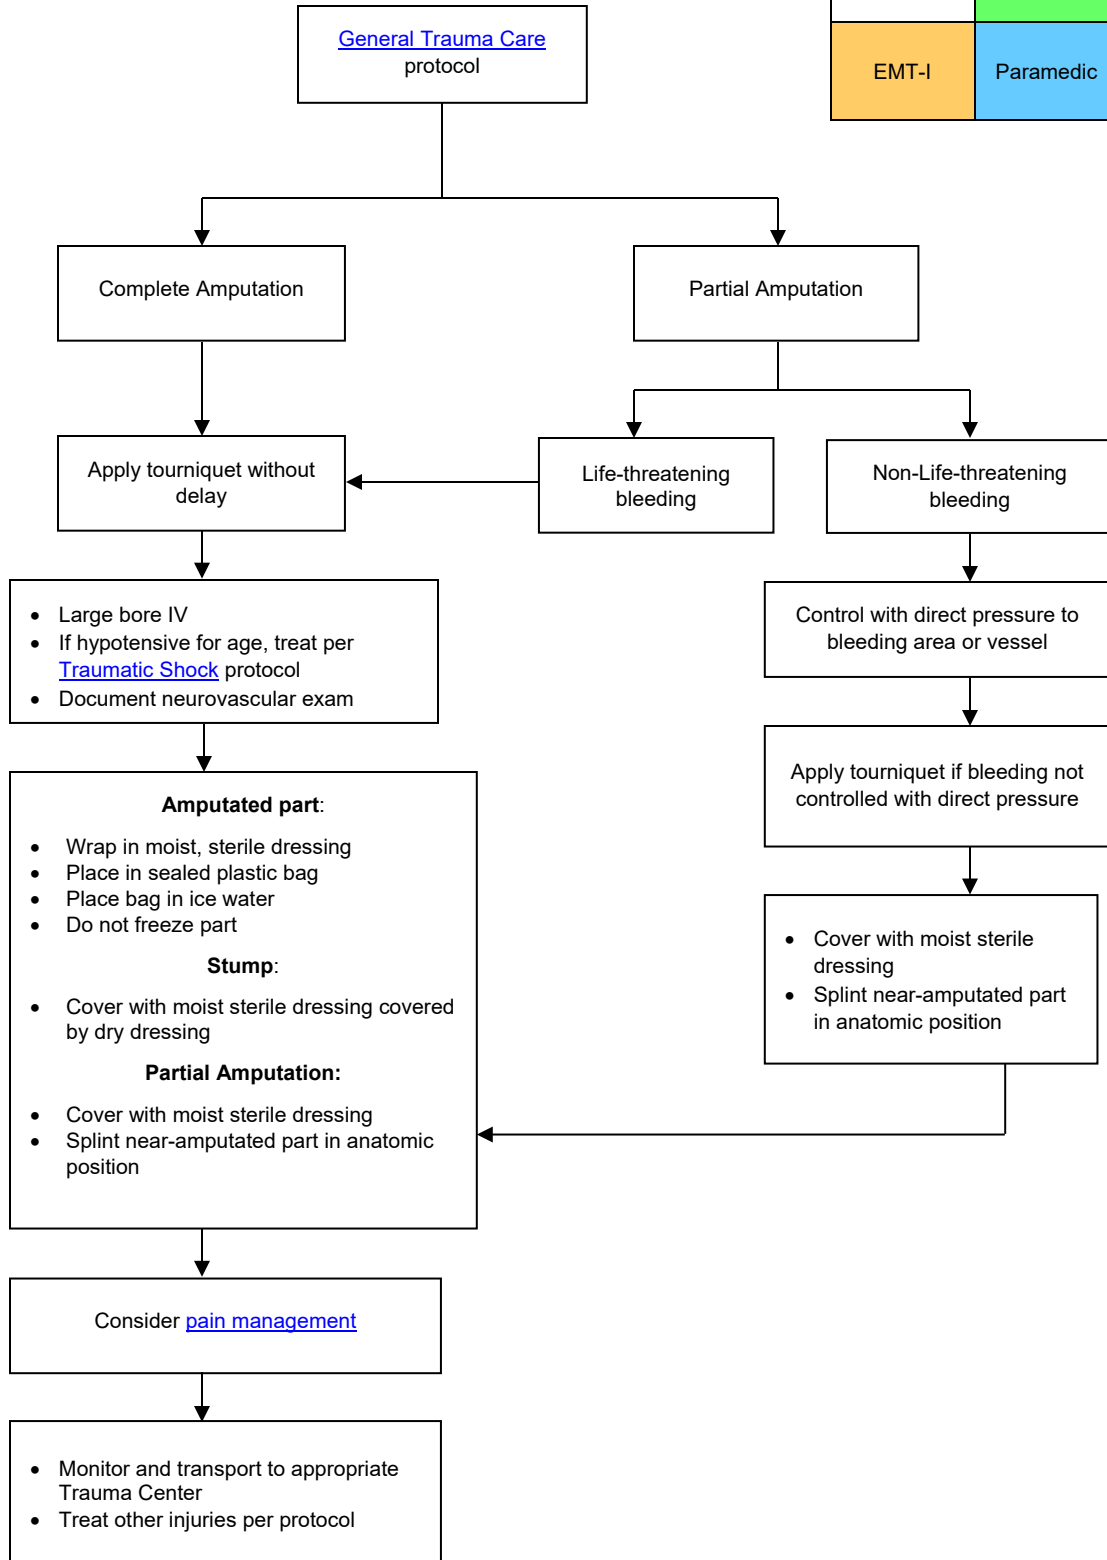 General Trauma Care
protocol
EMT-I
Paramedic
Complete Amputation
Partial Amputation
Apply tourniquet without
delay
Life-threatening
bleeding
Non-Life-threatening
bleeding
• Large bore IV
• If hypotensive for age, treat per
Traumatic Shock protocol
• Document neurovascular exam
Control with direct pressure to
bleeding area or vessel
Apply tourniquet if bleeding not
controlled with direct pressure
Amputated part:
• Wrap in moist, sterile dressing
• Place in sealed plastic bag
• Place bag in ice water
• Do not freeze part
Stump:
• Cover with moist sterile dressing covered
by dry dressing
Partial Amputation:
• Cover with moist sterile dressing
• Splint near-amputated part in anatomic
position
• Cover with moist sterile
dressing
• Splint near-amputated part
in anatomic position
Consider pain management
• Monitor and transport to appropriate
Trauma Center
• Treat other injuries per protocol